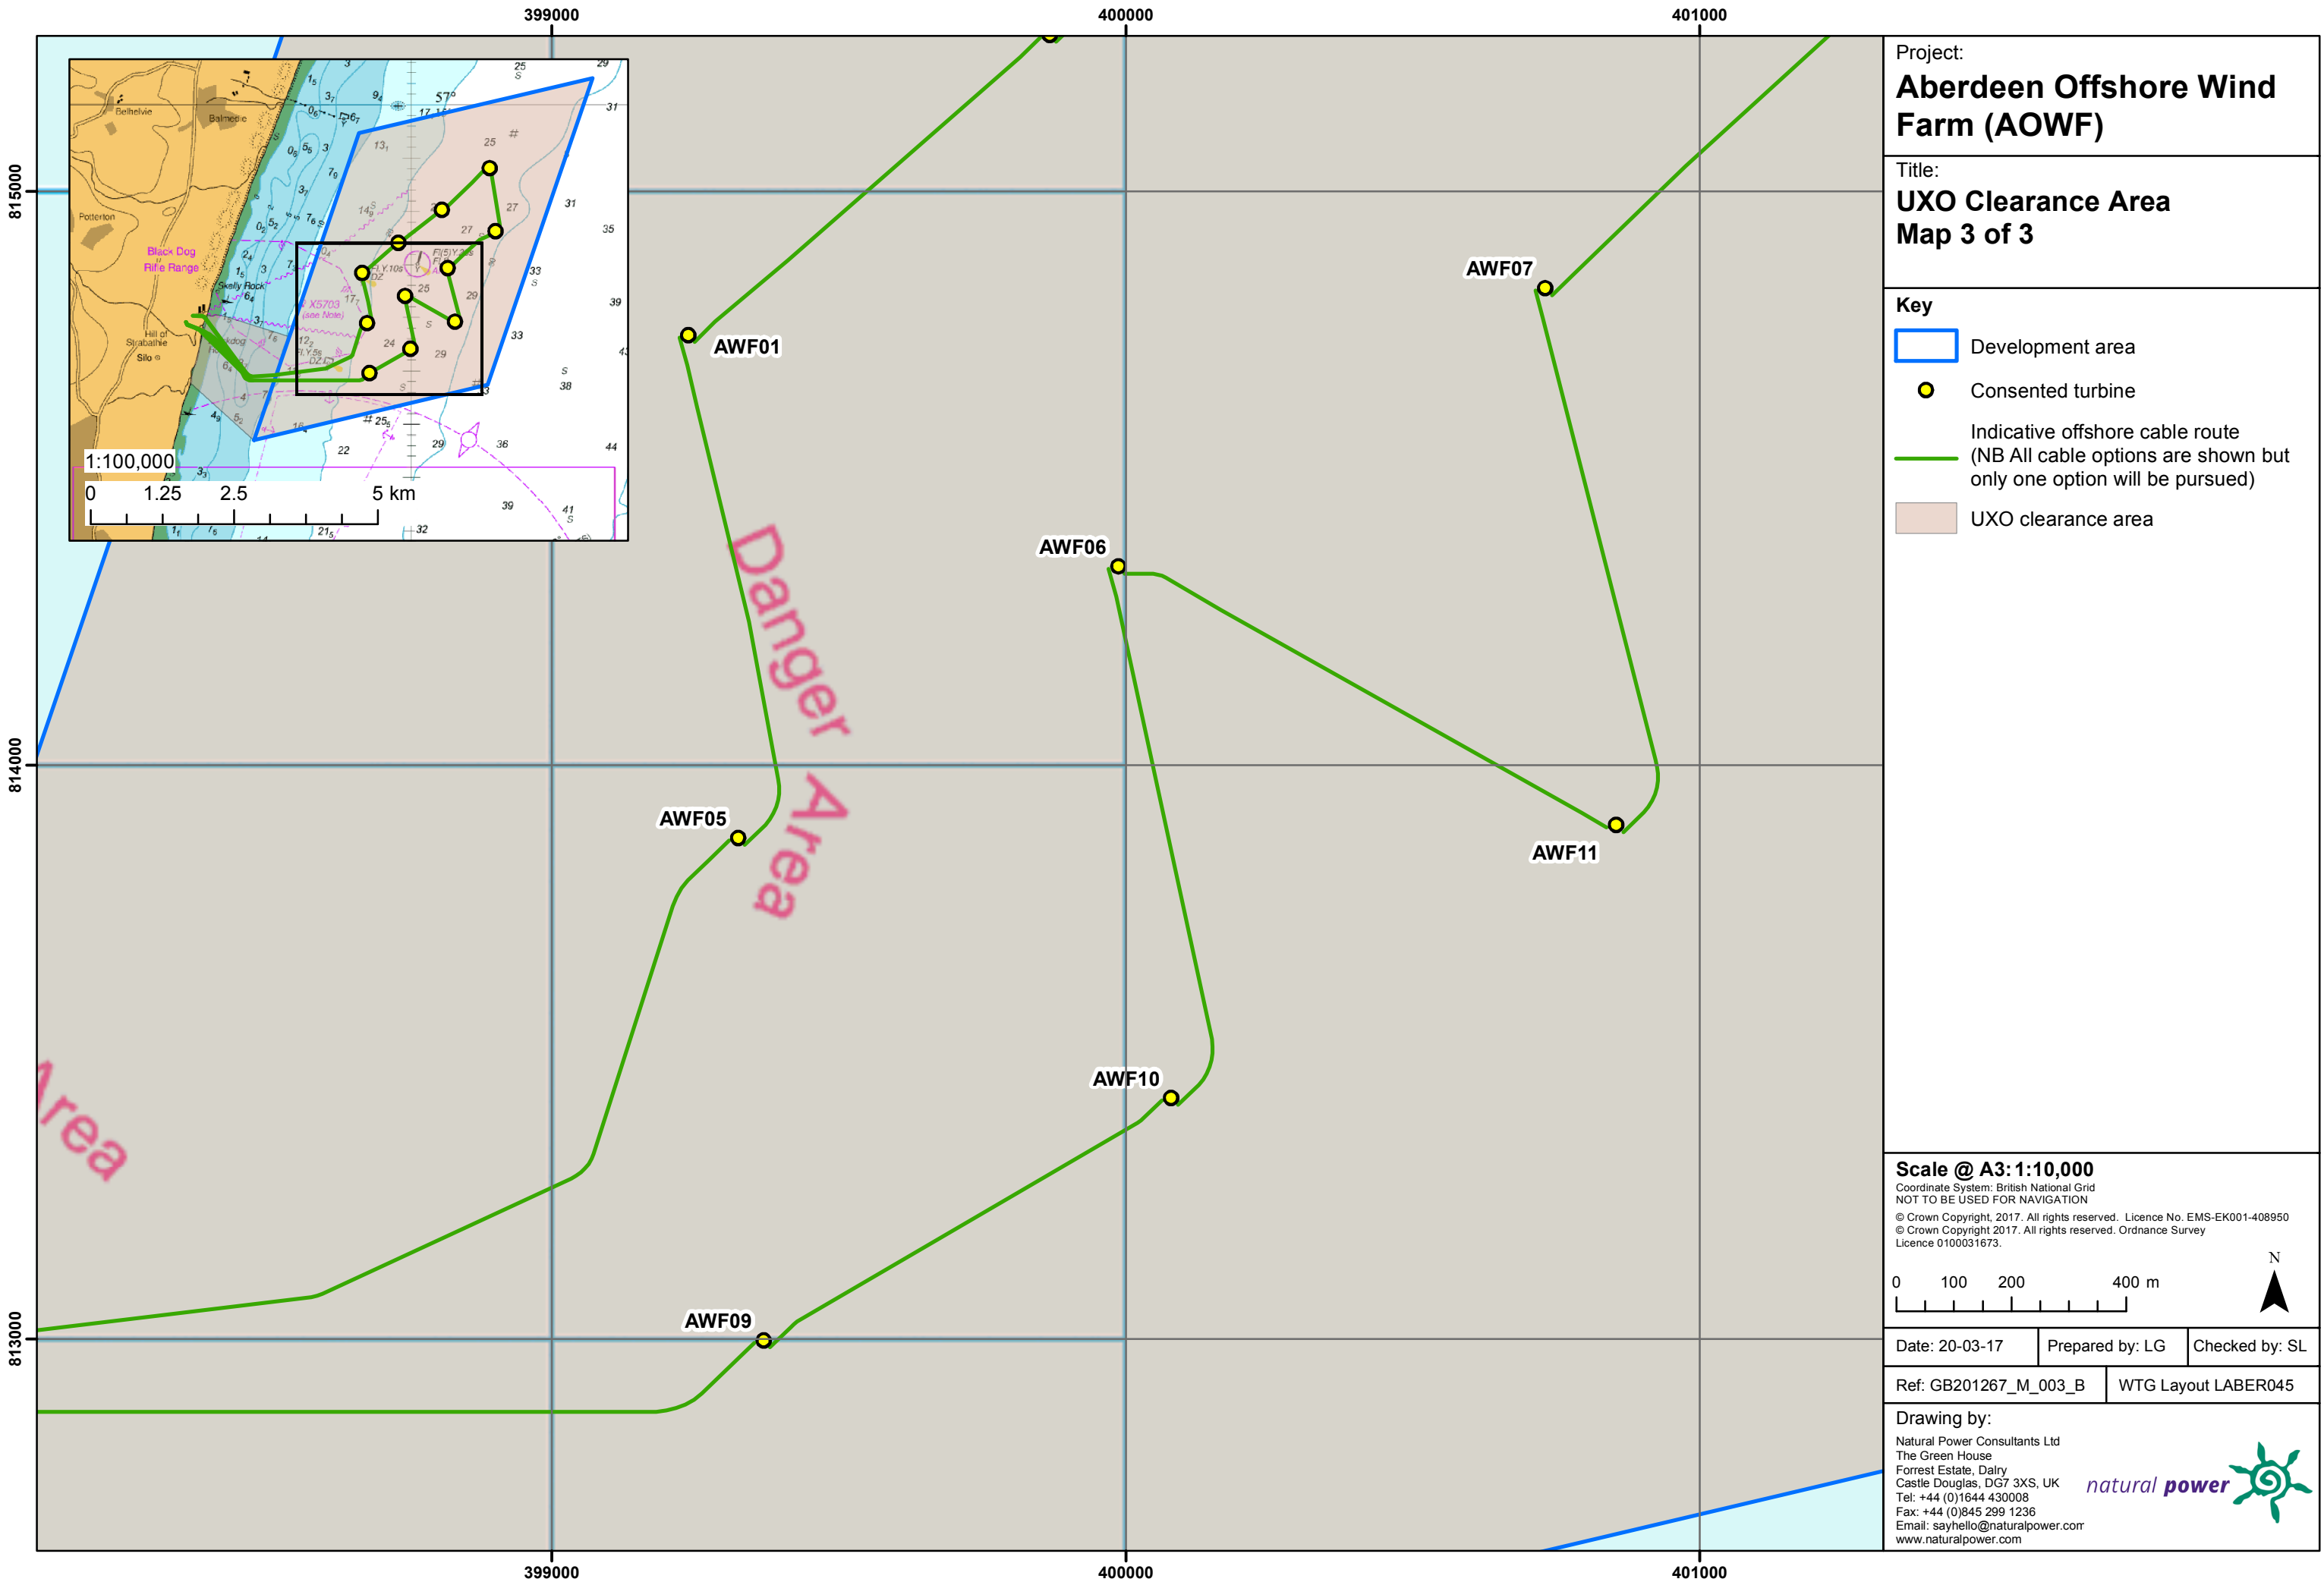 399000
400000
401000
815000
814000
813000
Belhelvie
Balmedie
Potterton
Black Dog
Rifle Range
Skelly Rock
Hill of
Strabathie
Silo
X5703
(see Note)
57°
1:100,000
0 1.25 2.5 5 km
AWF01
AWF07
AWF06
AWF05
AWF11
AWF10
AWF09
Danger Area
Area
399000
400000
401000
Project:
Aberdeen Offshore Wind
Farm (AOWF)
Title:
UXO Clearance Area
Map 3 of 3
Key
Development area
Consented turbine
Indicative offshore cable route
(NB All cable options are shown but
only one option will be pursued)
UXO clearance area
Scale @ A3: 1:10,000
Coordinate System: British National Grid
NOT TO BE USED FOR NAVIGATION
© Crown Copyright, 2017. All rights reserved. Licence No. EMS-EK001-408950
© Crown Copyright 2017. All rights reserved. Ordnance Survey
Licence 0100031673.
N
0 100 200 400 m
Date: 20-03-17
Prepared by: LG
Checked by: SL
Ref: GB201267_M_003_B
WTG Layout LABER045
Drawing by:
Natural Power Consultants Ltd
The Green House
Forrest Estate, Dalry
Castle Douglas, DG7 3XS, UK
Tel: +44 (0)1644 430008
Fax: +44 (0)845 299 1236
Email: sayhello@naturalpower.com
www.naturalpower.com
natural power